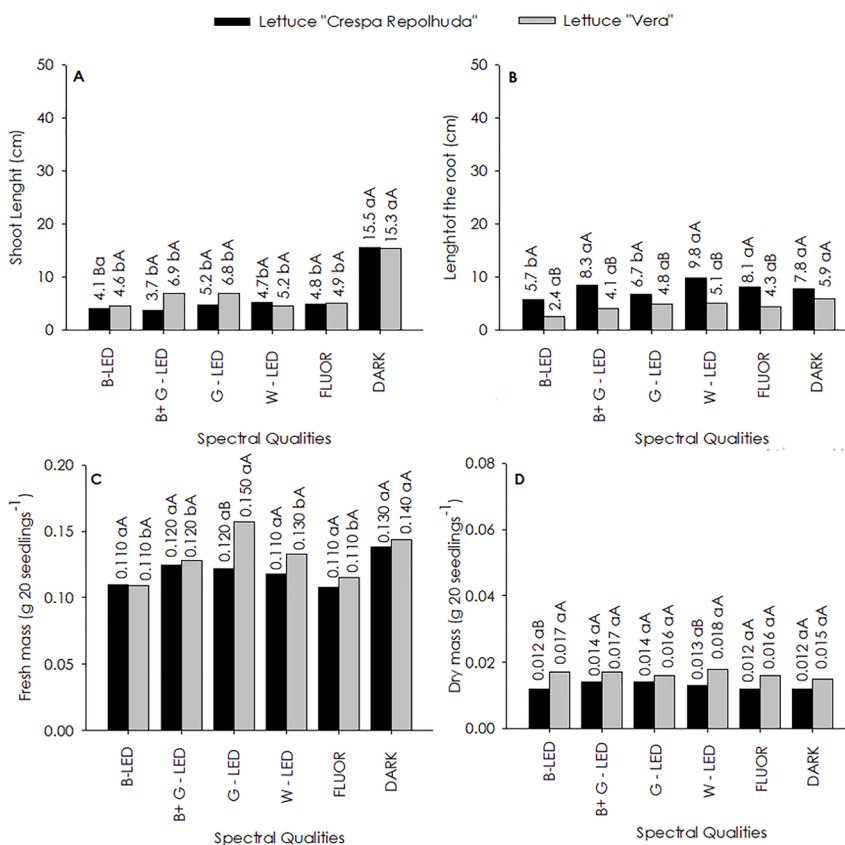 Lettuce "Crespa Repolhuda"
Lettuce "Vera"
A
Shoot Lenght (cm)
50
40
30
20
10
0
4.1 Ba
4.6 bA
3.7 bA
6.9 bA
5.2 bA
6.8 bA
4.7bA
5.2 bA
4.8 bA
4.9 bA
15.5 aA
15.3 aA
B-LED
B+ G - LED
G - LED
W - LED
FLUOR
DARK
Spectral Qualities
B
Lenghtof the root (cm)
50
40
30
20
10
0
5.7 bA
2.4 aB
8.3 aA
4.1 aB
6.7 bA
4.8 aB
9.8 aA
5.1 aB
8.1 aA
4.3 aB
7.8 aA
5.9 aA
B-LED
B+ G - LED
G - LED
W - LED
FLUOR
DARK
Spectral Qualities
C
Fresh mass (g 20 seedlings-1)
0.20
0.15
0.10
0.05
0.00
0.110 aA
0.110 bA
0.120 aA
0.120 bA
0.120 aB
0.150 aA
0.110 aA
0.130 bA
0.110 aA
0.110 bA
0.130 aA
0.140 aA
B-LED
B+ G - LED
G - LED
W - LED
FLUOR
DARK
Spectral Qualities
D
Dry mass (g 20 seedlings-1)
0.08
0.06
0.04
0.02
0.00
0.012 aB
0.017 aA
0.014 aA
0.017 aA
0.014 aA
0.016 aA
0.013 aB
0.018 aA
0.012 aA
0.016 aA
0.012 aA
0.015 aA
B-LED
B+ G - LED
G - LED
W - LED
FLUOR
DARK
Spectral Qualities